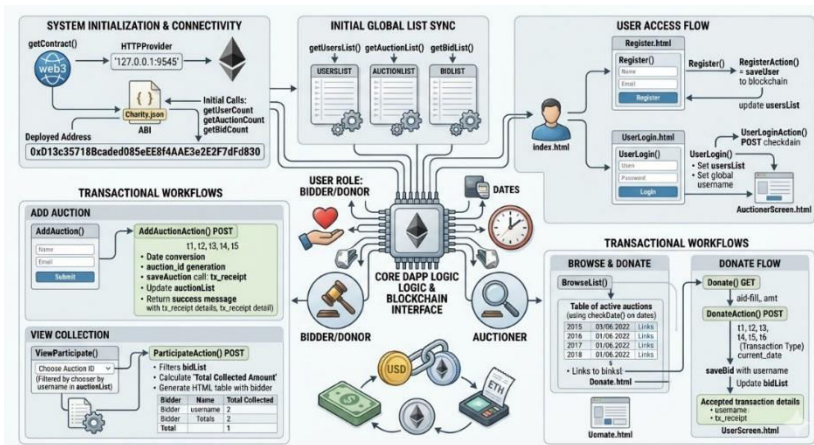 SYSTEM INITIALIZATION & CONNECTIVITY
getContract()
web3
HTTPProvider
'127.0.0.1:9545'
{ }
Charity.json
ABI
Initial Calls:
getUserCount
getAuctionCount
getBidCount
Deployed Address
0xD13c35718Bcaded085eEE8f4AAE3e2E2F7dFd830
INITIAL GLOBAL LIST SYNC
getUsersList()
getAuctionList()
getBidList()
USERSLIST
AUCTIONLIST
BIDLIST
USER ACCESS FLOW
index.html
Register.html
Register()
Name
Email
Register
Register()
RegisterAction()
= saveUser
to blockchain
update usersList
UserLogin.html
UserLogin()
Users
Password
Login
UserLogin()
• Set usersList
• Set global
username
UserLoginAction()
POST checkdain
AuctionerScreen.html
USER ROLE:
BIDDER/DONOR
DATES
CORE DAPP LOGIC
LOGIC &
BLOCKCHAIN
INTERFACE
BIDDER/DONOR
AUCTIONER
USD
ETH
TRANSACTIONAL WORKFLOWS
ADD AUCTION
AddAuction()
Name
Email
Submit
AddAuctionAction() POST
t1, t2, t3, t4, t5
• Date conversion
• auction_id generation
• saveAuction call: tx_receipt
• Update auctionList
• Return success message
with tx_receipt details, tx_receipt detail)
VIEW COLLECTION
ViewParticipate()
Choose Auction ID
(Filtered by chooser by
username in auctionList)
ParticipateAction() POST
• Filters bidList
• Calculate 'Total Collected Amount'
• Generate HTML table with bidder
Bidder Name Total Collected
Bidder username 2
Bidder Totals 2
Total 1
TRANSACTIONAL WORKFLOWS
BROWSE & DONATE
BrowseList()
Table of active auctions
(using checkDate() on dates)
2015 03/06.2022 Links
2016 01/06.2022 Links
2017 01/06.2022 Links
2018 01/06.2022 Links
• Links to binkst
Donate.html
Uomate.html
DONATE FLOW
Donate() GET
aid-fill, amt
DonateAction() POST
t1, t2, t3,
t4, t5, t6
(Transaction Type)
current_date
saveBid with username
Update bidList
Accepted transaction details
• username
• tx_receipt
UserScreen.html